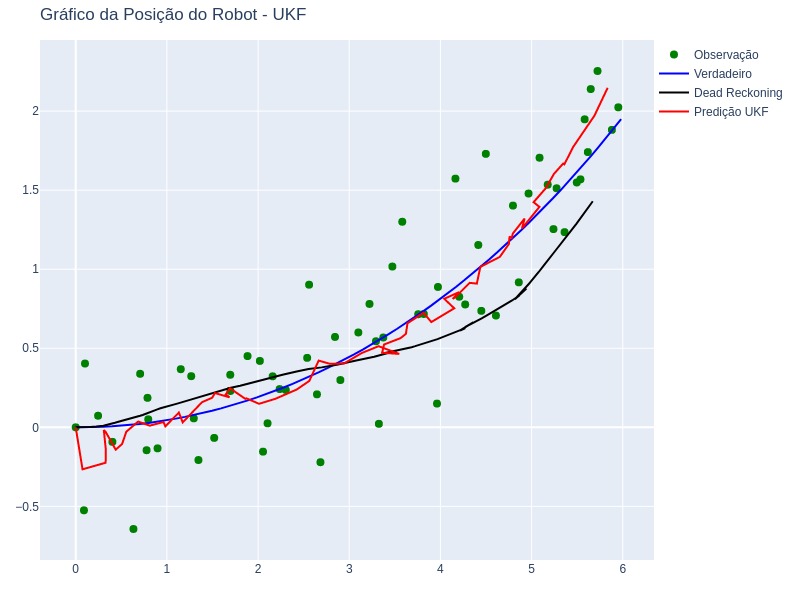 Gráfico da Posição do Robot - UKF
Observação
Verdadeiro
Dead Reckoning
Predição UKF
2
1.5
1
0.5
0
−0.5
0 1 2 3 4 5 6